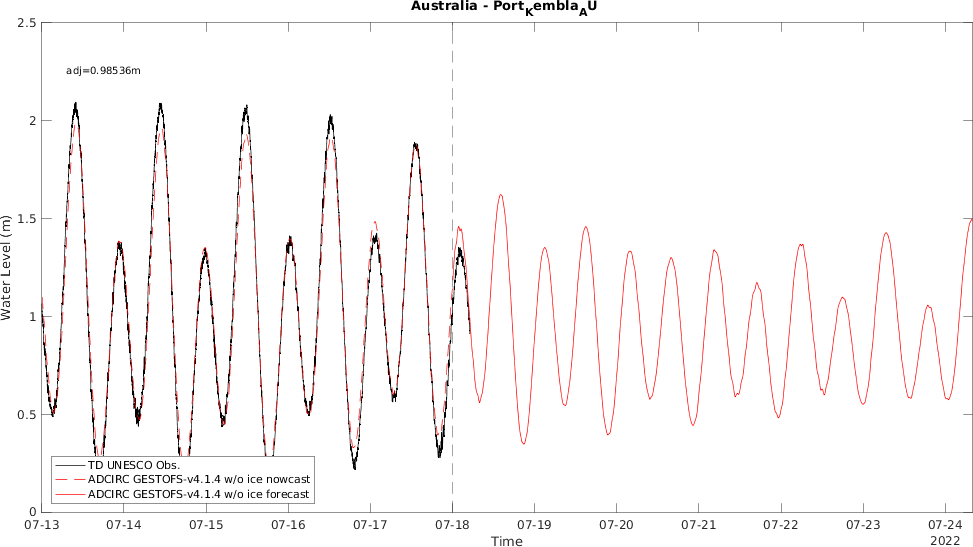 Australia - Port_Kembla_AU
2.5
adj=0.98536m
2
1.5
Water Level (m)
1
0.5
TD UNESCO Obs.
ADCIRC GESTOFS-v4.1.4 w/o ice nowcast
ADCIRC GESTOFS-v4.1.4 w/o ice forecast
0
07-13 07-14 07-15 07-16 07-17 07-18 07-19 07-20 07-21 07-22 07-23 07-24
Time 2022